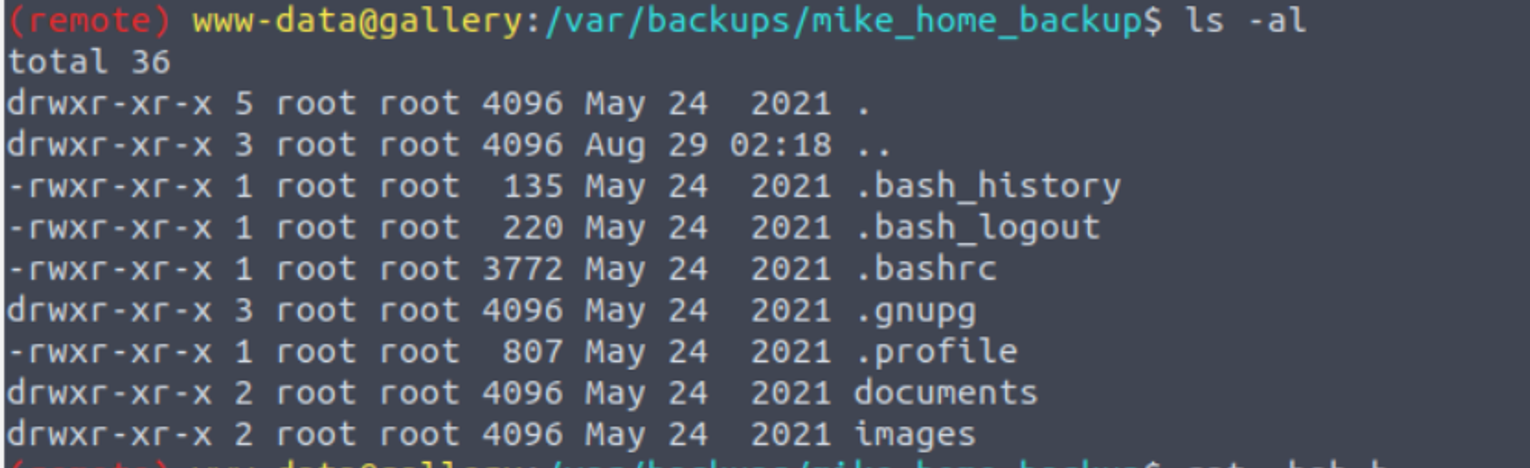 (remote) www-data@gallery:/var/backups/mike_home_backup$ ls -al
total 36
drwxr-xr-x 5 root root 4096 May 24  2021 .
drwxr-xr-x 3 root root 4096 Aug 29 02:18 ..
-rwxr-xr-x 1 root root  135 May 24  2021 .bash_history
-rwxr-xr-x 1 root root  220 May 24  2021 .bash_logout
-rwxr-xr-x 1 root root 3772 May 24  2021 .bashrc
drwxr-xr-x 3 root root 4096 May 24  2021 .gnupg
-rwxr-xr-x 1 root root  807 May 24  2021 .profile
drwxr-xr-x 2 root root 4096 May 24  2021 documents
drwxr-xr-x 2 root root 4096 May 24  2021 images